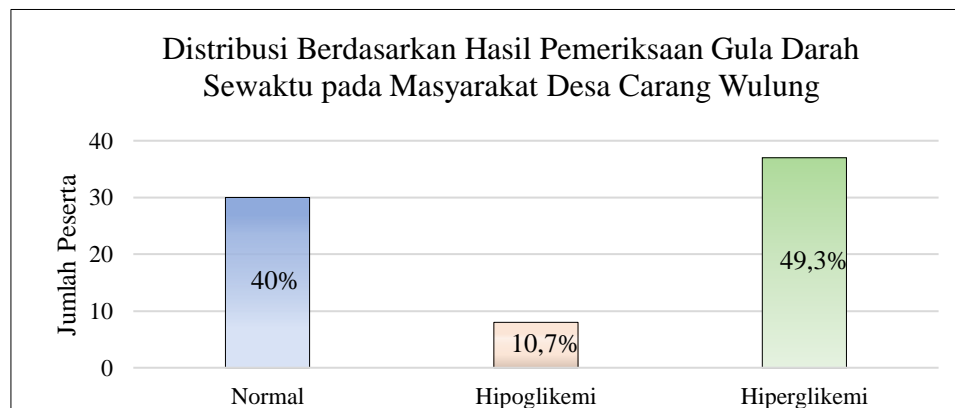 Distribusi Berdasarkan Hasil Pemeriksaan Gula Darah
Sewaktu pada Masyarakat Desa Carang Wulung
Jumlah Peserta
40
30
20
10
0
40%
10,7%
49,3%
Normal
Hipoglikemi
Hiperglikemi